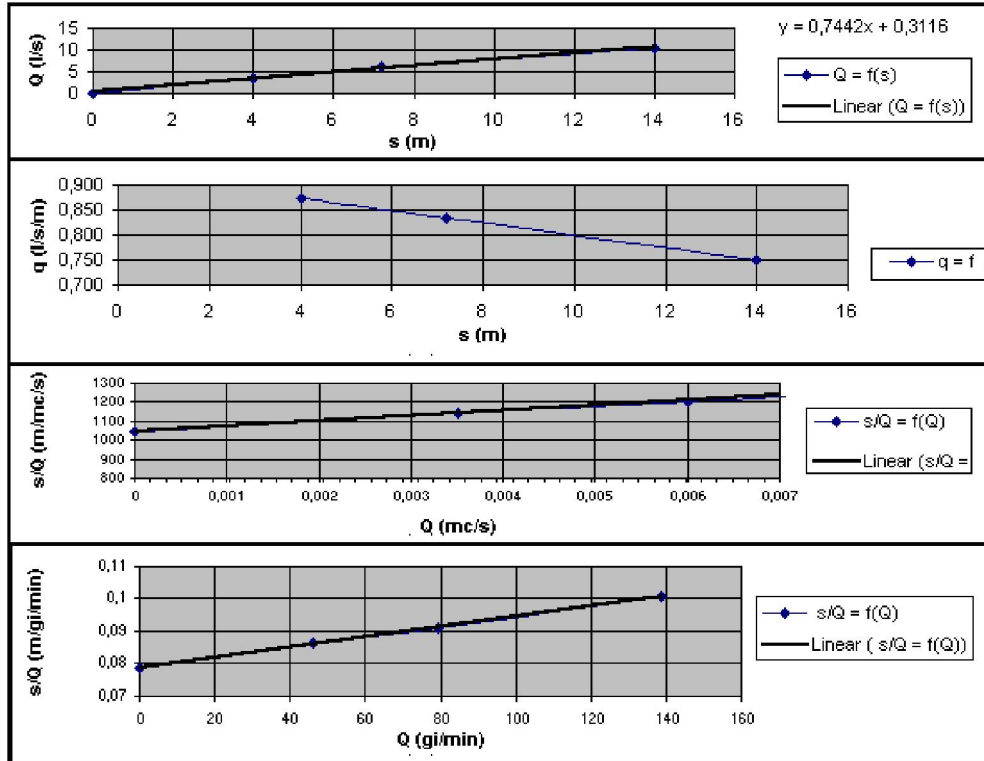 15
10
5
0
Q (l/s)
0 2 4 6 8 10 12 14 16
s (m)
y = 0,7442x + 0,3116
Q = f(s)
Linear (Q = f(s))
0,900
0,850
0,800
0,750
0,700
q (l/s/m)
0 2 4 6 8 10 12 14 16
s (m)
q = f
1300
1200
1100
1000
900
800
s/Q (m/mc/s)
0 0,001 0,002 0,003 0,004 0,005 0,006 0,007
Q (mc/s)
s/Q = f(Q)
Linear (s/Q =
0,11
0,1
0,09
0,08
0,07
s/Q (m/gi/min)
0 20 40 60 80 100 120 140 160
Q (gi/min)
s/Q = f(Q)
Linear ( s/Q = f(Q))